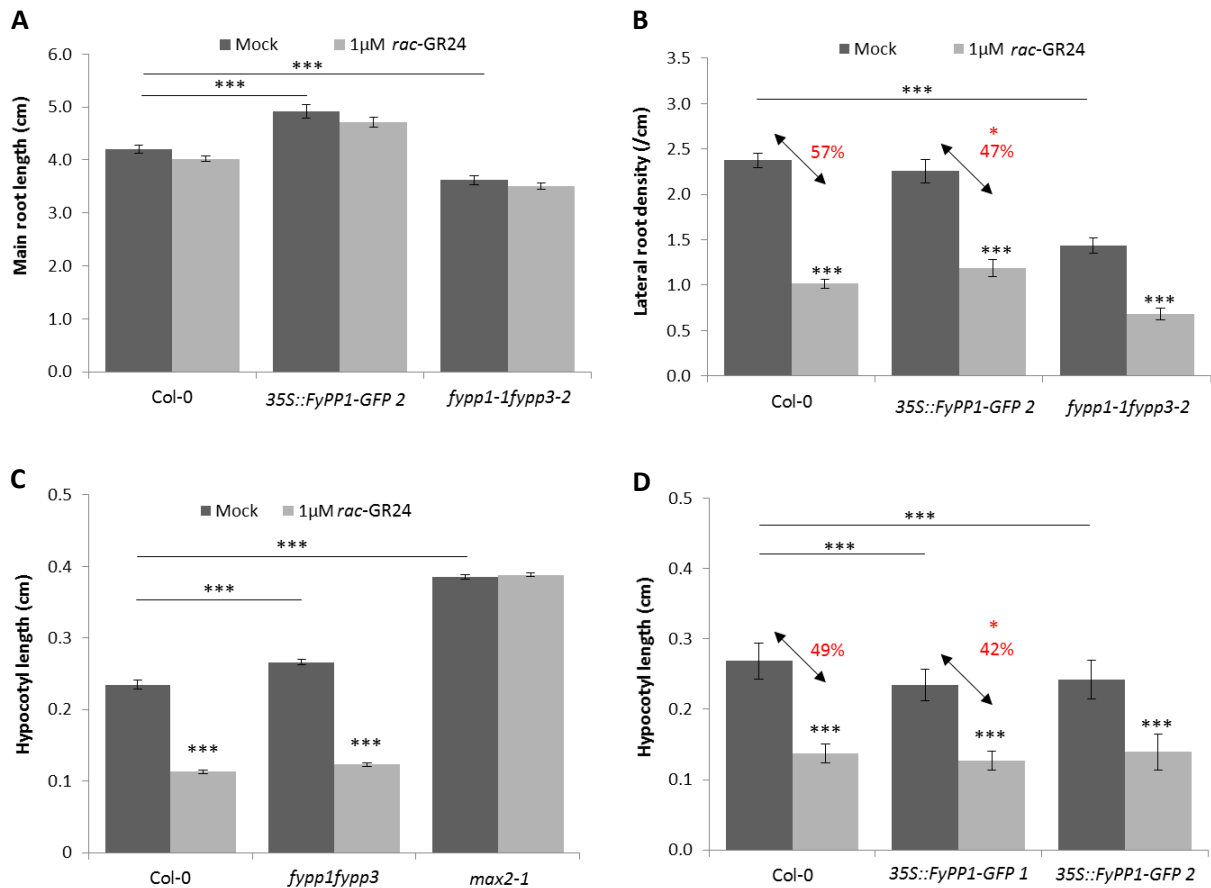 A
Mock
1µM rac-GR24
Main root length (cm)
6.0
5.0
4.0
3.0
2.0
1.0
0.0
***
***
Col-0
35S::FyPP1-GFP 2
fypp1-1fypp3-2
B
Mock
1µM rac-GR24
Lateral root density (/cm)
3.5
3.0
2.5
2.0
1.5
1.0
0.5
0.0
***
57%
*
47%
***
***
***
Col-0
35S::FyPP1-GFP 2
fypp1-1fypp3-2
C
Mock
1µM rac-GR24
Hypocotyl length (cm)
0.5
0.4
0.3
0.2
0.1
0
***
***
***
***
Col-0
fypp1fypp3
max2-1
D
Hypocotyl length (cm)
0.5
0.4
0.3
0.2
0.1
0.0
***
***
49%
*
42%
***
***
***
Col-0
35S::FyPP1-GFP 1
35S::FyPP1-GFP 2